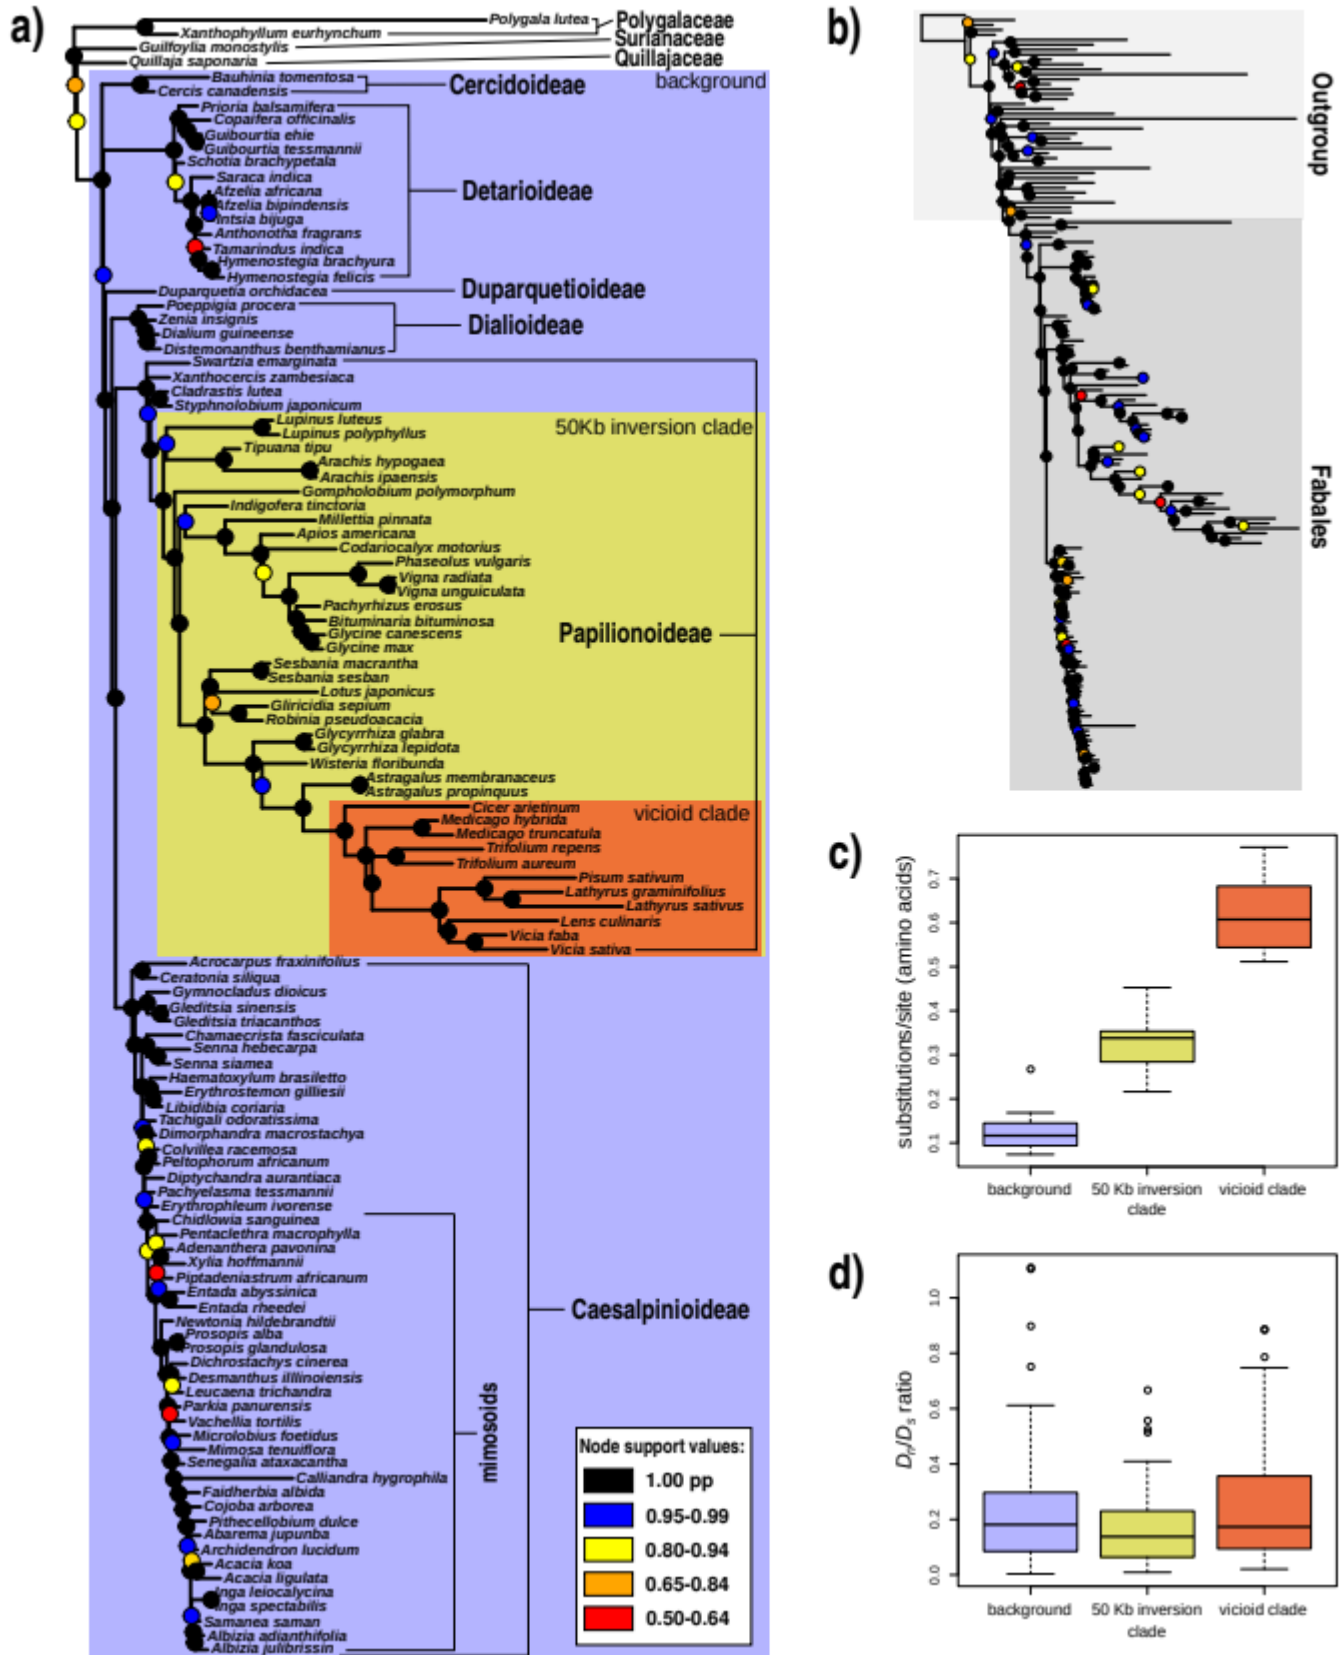 a)
Polygala lutea
Polygalaceae
Xanthophyllum eurhynchum
Surianaceae
Guilfoylia monostylis
Quillajaceae
Quillaja saponaria
background
Bauhinia tomentosa
Cercidoideae
Cercis canadensis
Prioria balsamifera
Copaifera officinalis
Guibourtia ehie
Guibourtia tessmannii
Schotia brachypetala
Saraca indica
Afzelia africana
Detarioideae
Afzelia bipindensis
Intsia bijuga
Anthonotha fragrans
Tamarindus indica
Hymenostegia brachyura
Hymenostegia felicis
Duparquetia orchidacea
Duparquetioideae
Poeppigia procera
Zenia insignis
Dialioideae
Dialium guineense
Distemonanthus benthamianus
Swartzia emarginata
Xanthocercis zambesiaca
Cladrastis lutea
Styphnolobium japonicum
50Kb inversion clade
Lupinus luteus
Lupinus polyphyllus
Tipuana tipu
Arachis hypogaea
Arachis ipaensis
Gompholobium polymorphum
Indigofera tinctoria
Millettia pinnata
Apios americana
Codariocalyx motorius
Phaseolus vulgaris
Vigna radiata
Vigna unguiculata
Pachyrhizus erosus
Bituminaria bituminosa
Papilionoideae
Glycine canescens
Glycine max
Sesbania macrantha
Sesbania sesban
Lotus japonicus
Gliricidia sepium
Robinia pseudoacacia
Glycyrrhiza glabra
Glycyrrhiza lepidota
Wisteria floribunda
Astragalus membranaceus
Astragalus propinquus
vicioid clade
Cicer arietinum
Medicago hybrida
Medicago truncatula
Trifolium repens
Trifolium aureum
Pisum sativum
Lathyrus graminifolius
Lathyrus sativus
Lens culinaris
Vicia faba
Vicia sativa
Acrocarpus fraxinifolius
Ceratonia siliqua
Gymnocladus dioicus
Gleditsia sinensis
Gleditsia triacanthos
Chamaecrista fasciculata
Senna hebecarpa
Senna siamea
Haematoxylum brasiletto
Erythrostemon gilliesii
Libidibia coriaria
Tachigali odoratissima
Dimorphandra macrostachya
Colvillea racemosa
Peltophorum africanum
Diptychandra aurantiaca
Pachyelasma tessmannii
Erythrophleum ivorense
Chidlowia sanguinea
Pentaclethra macrophylla
Adenanthera pavonina
Xylia hoffmannii
Piptadeniastrum africanum
Entada abyssinica
Entada rheedei
Caesalpinioideae
Newtonia hildebrandtii
Prosopis alba
Prosopis glandulosa
Dichrostachys cinerea
Desmanthus illlinoiensis
Leucaena trichandra
Parkia panurensis
Vachellia tortilis
Microlobius foetidus
Mimosa tenuiflora
Senegalia ataxacantha
Calliandra hygrophila
Faidherbia albida
Cojoba arborea
Pithecellobium dulce
Abarema jupunba
Archidendron lucidum
Acacia koa
Acacia ligulata
Inga leiocalycina
Inga spectabilis
Samanea saman
Albizia adianthifolia
Albizia julibrissin
mimosoids
Node support values:
1.00 pp
0.95-0.99
0.80-0.94
0.65-0.84
0.50-0.64
b)
Outgroup
Fabales
c)
substitutions/site (amino acids)
0.7
0.6
0.5
0.4
0.3
0.2
0.1
background
50 Kb inversion
clade
vicioid clade
d)
Dn/Ds ratio
1.0
0.8
0.6
0.4
0.2
0.0
background
50 Kb inversion
clade
vicioid clade